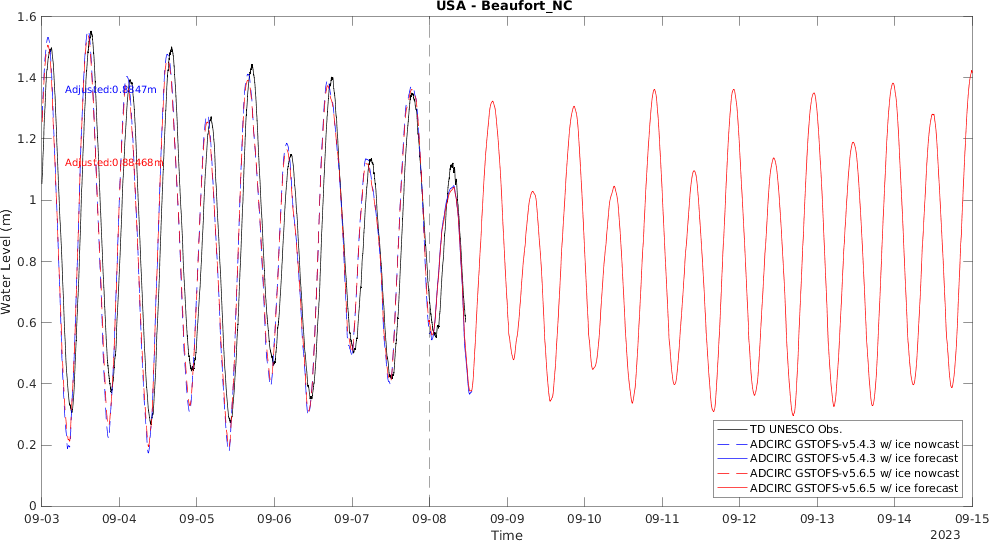 USA - Beaufort_NC
1.6
1.4
1.2
1
0.8
0.6
0.4
0.2
0
Water Level (m)
Adjusted:0.8847m
Adjusted:0.88468m
TD UNESCO Obs.
ADCIRC GSTOFS-v5.4.3 w/ ice nowcast
ADCIRC GSTOFS-v5.4.3 w/ ice forecast
ADCIRC GSTOFS-v5.6.5 w/ ice nowcast
ADCIRC GSTOFS-v5.6.5 w/ ice forecast
09-03 09-04 09-05 09-06 09-07 09-08 09-09 09-10 09-11 09-12 09-13 09-14 09-15
Time
2023